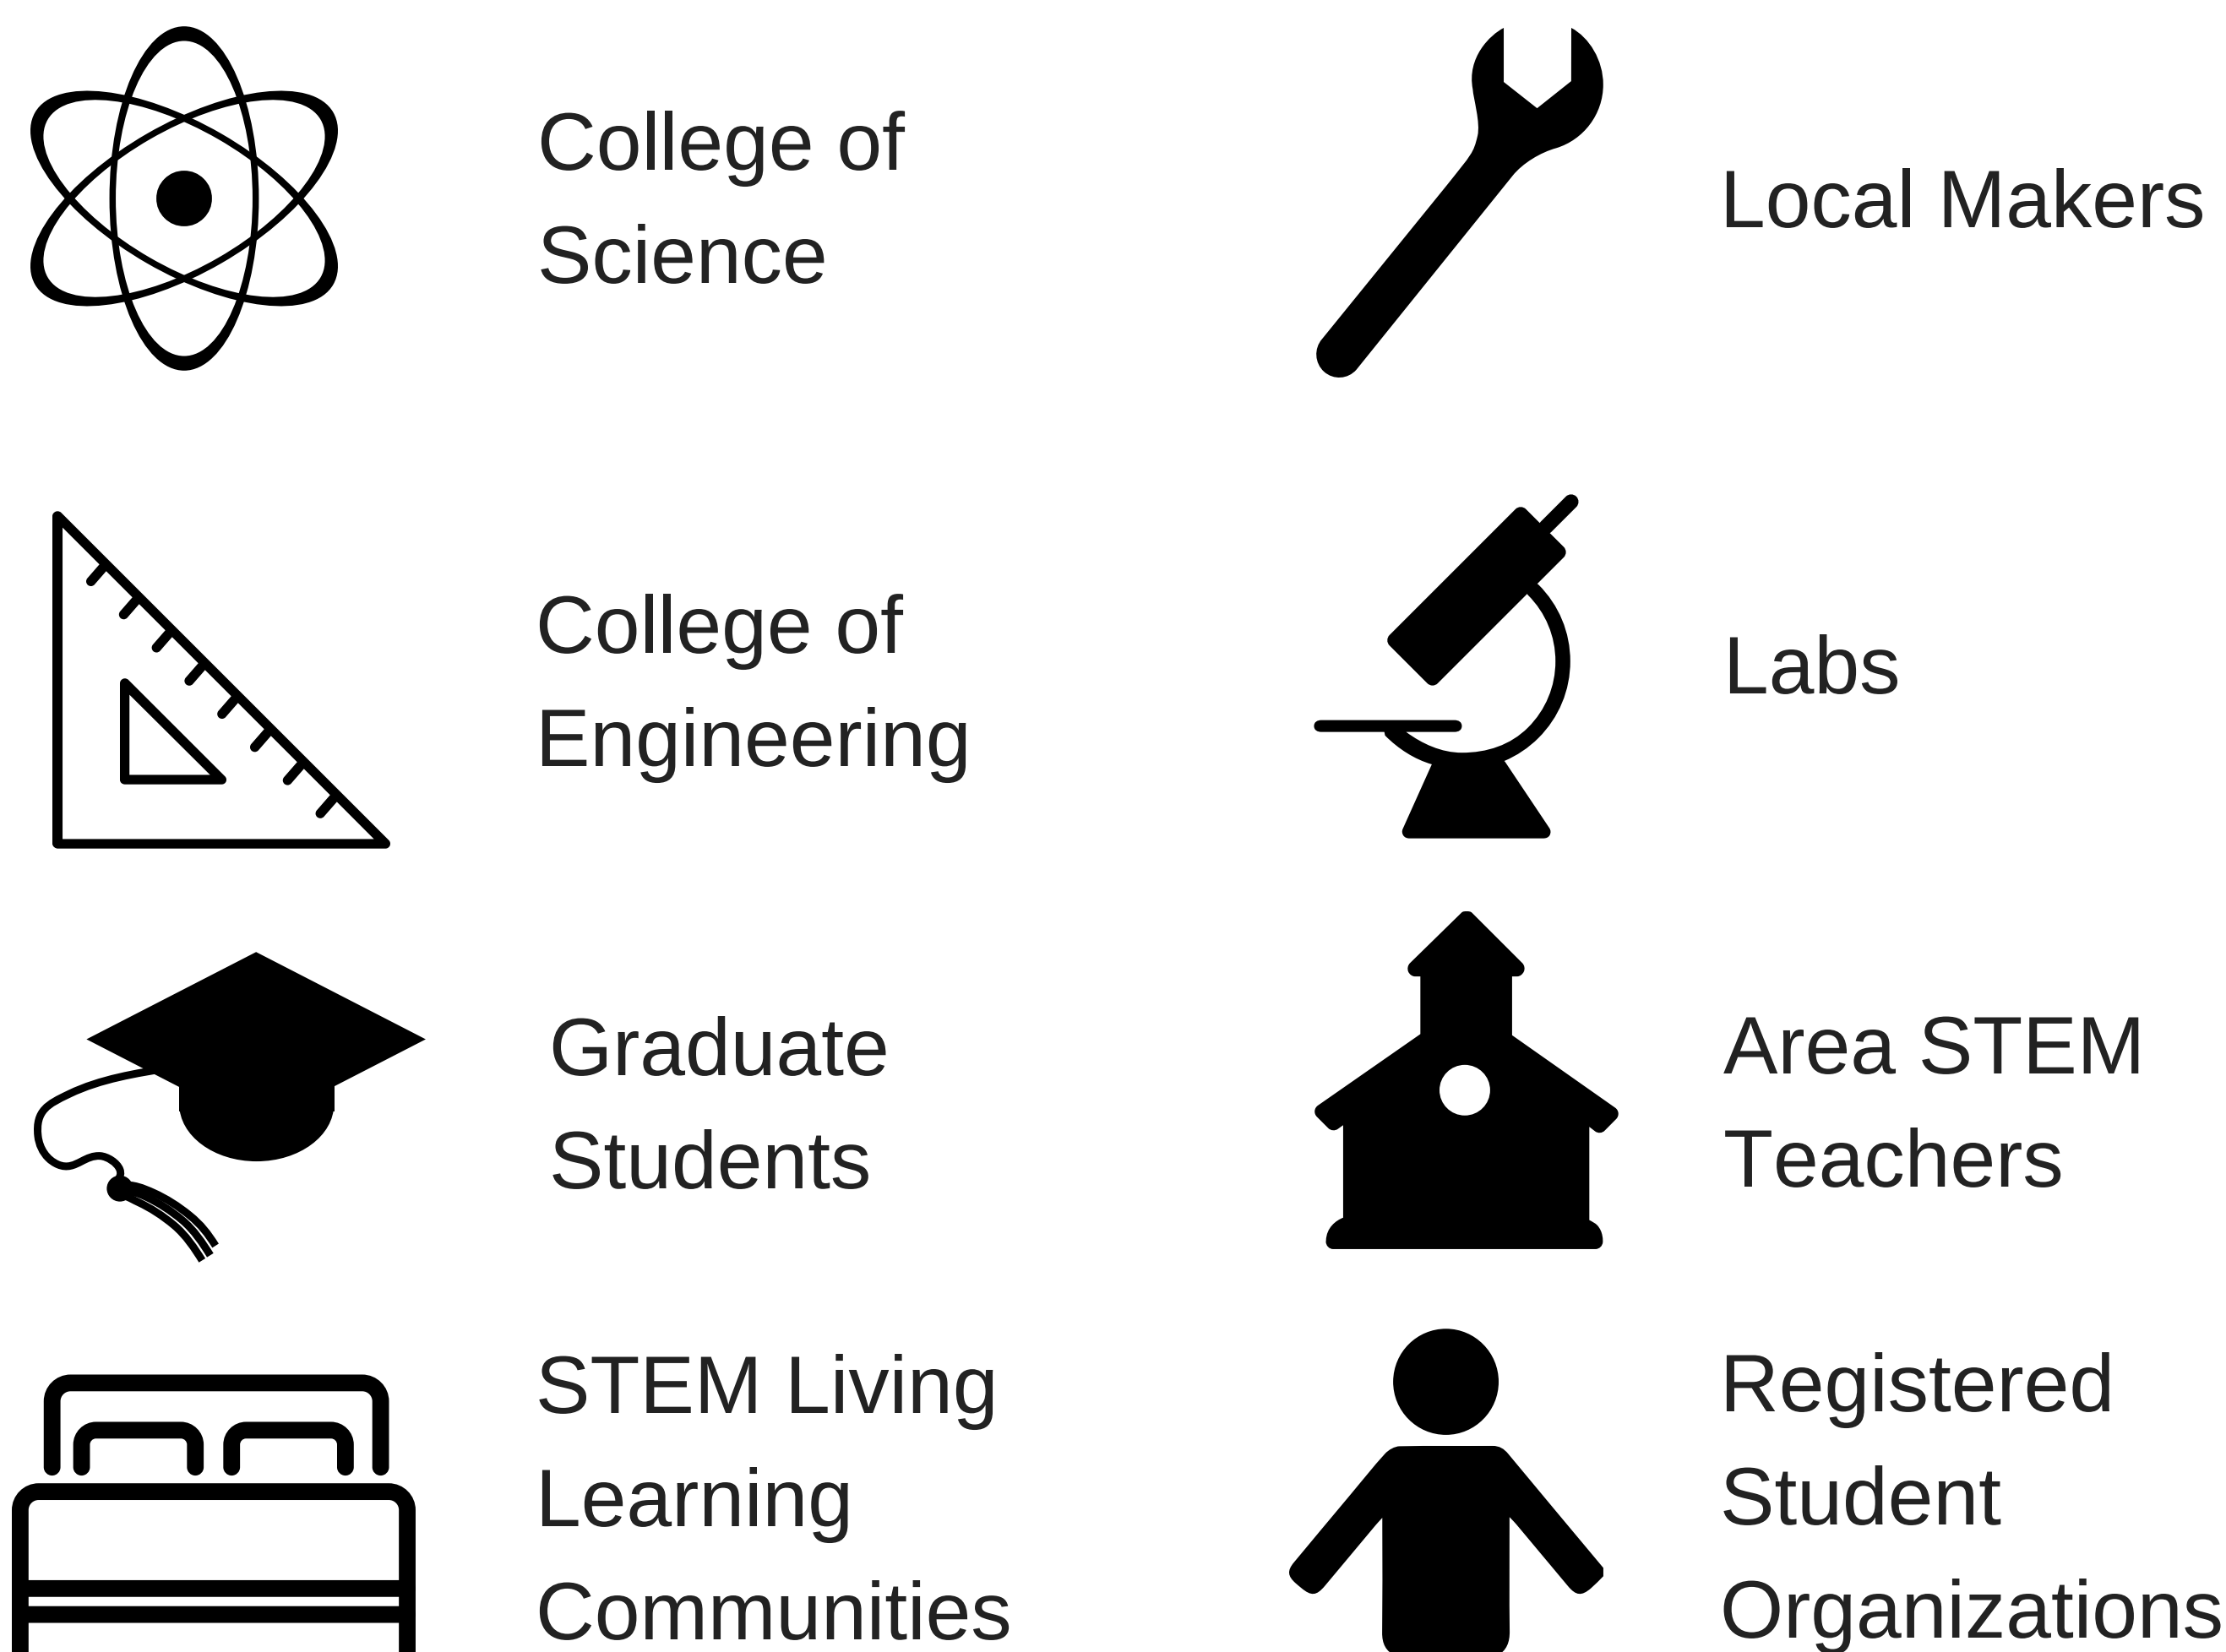 College of
Science
Local Makers
College of
Engineering
Labs
Graduate
Students
Area STEM
Teachers
STEM Living
Learning
Communities
Registered
Student
Organizations